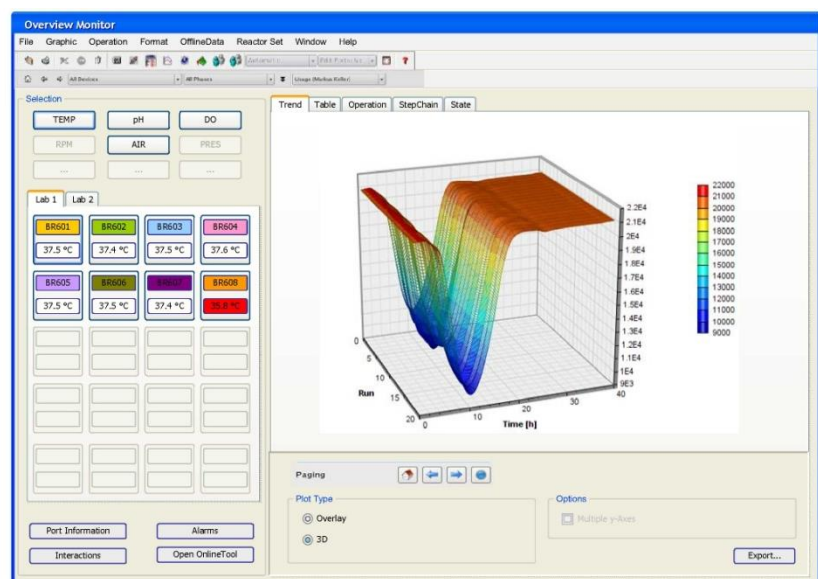 Overview Monitor
File Graphic Operation Format OfflineData Reactor Set Window Help
All Devices All Phases
Selection
TEMP pH DO
RPM AIR PRES
... ... ...
Lab 1 Lab 2
BR601 BR602 BR603 BR604
37.5 °C 37.4 °C 37.5 °C 37.6 °C
BR605 BR606 BR607 BR608
37.5 °C 37.5 °C 37.4 °C 35.8 °C
Port Information Alarms
Interactions Open OnlineTool
Trend Table Operation StepChain State
22000
21000
20000
19000
18000
17000
16000
15000
14000
13000
12000
11000
10000
9000
2.2E4
2.1E4
2E4
1.9E4
1.8E4
1.7E4
1.6E4
1.5E4
1.4E4
1.3E4
1.2E4
1.1E4
1E4
9E3
0
5
10
15
20
Run
0
10
20
30
40
Time [h]
Paging
Plot Type
Overlay
3D
Options
Multiple y-Axes
Export...